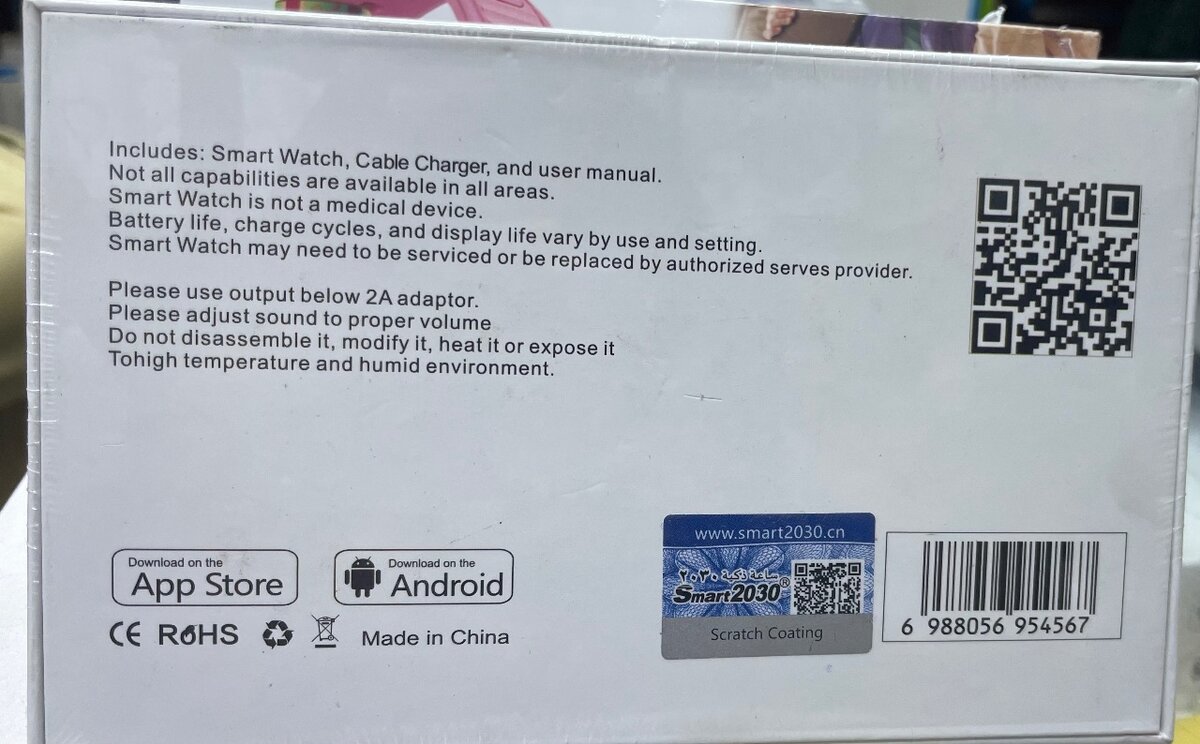 Includes: Smart Watch, Cable Charger, and user manual.
Not all capabilities are available in all areas.
Smart Watch is not a medical device.
Battery life, charge cycles, and display life vary by use and setting.
Smart Watch may need to be serviced or be replaced by authorized serves provider.
Please use output below 2A adaptor.
Please adjust sound to proper volume
Do not disassemble it, modify it, heat it or expose it
Tohigh temperature and humid environment.
Download on the
App Store
Download on the
Android
CE RoHS Made in China
www.smart2030.cn
ساعة ذكية ٢٠٣٠
Smart2030®
Scratch Coating
6 988056 954567